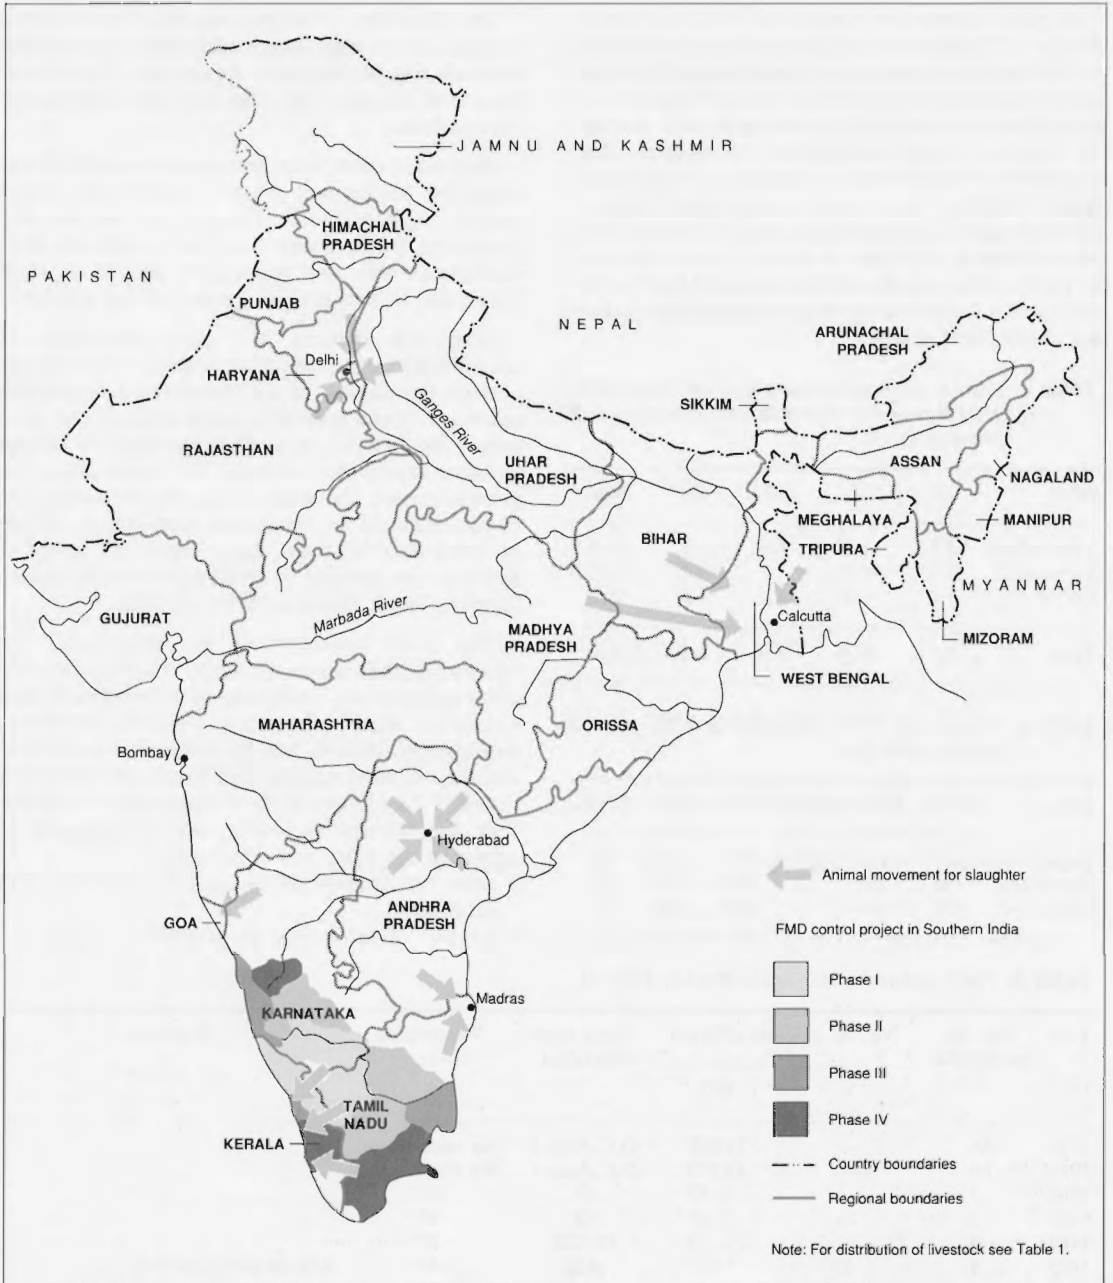 JAMNU AND KASHMIR
HIMACHAL
PRADESH
PAKISTAN
PUNJAB
NEPAL
ARUNACHAL
PRADESH
Delhi
HARYANA
SIKKIM
Ganges River
RAJASTHAN
UHAR
PRADESH
ASSAN
NAGALAND
MEGHALAYA
MANIPUR
BIHAR
TRIPURA
MYANMAR
Marbada River
GUJURAT
Calcutta
MADHYA
PRADESH
MIZORAM
WEST BENGAL
MAHARASHTRA
ORISSA
Bombay
Hyderabad
Animal movement for slaughter
ANDHRA
PRADESH
GOA
FMD control project in Southern India
Phase I
Madras
KARNATAKA
Phase II
Phase III
TAMIL
NADU
Phase IV
KERALA
Country boundaries
Regional boundaries
Note: For distribution of livestock see Table 1.